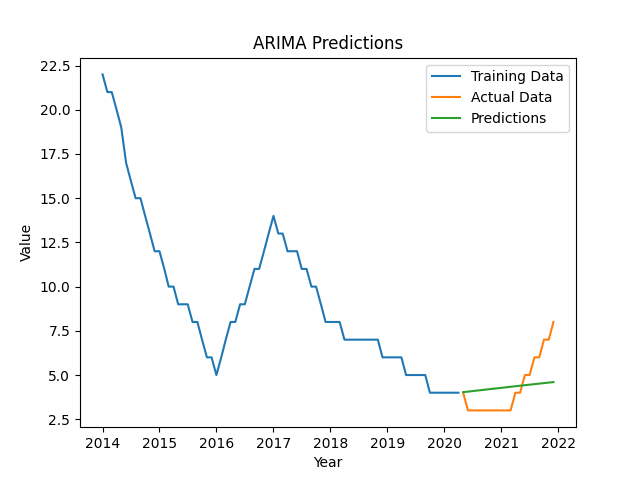 ARIMA Predictions
Training Data
Actual Data
Predictions
22.5
20.0
17.5
15.0
12.5
10.0
7.5
5.0
2.5
Value
2014 2015 2016 2017 2018 2019 2020 2021 2022
Year